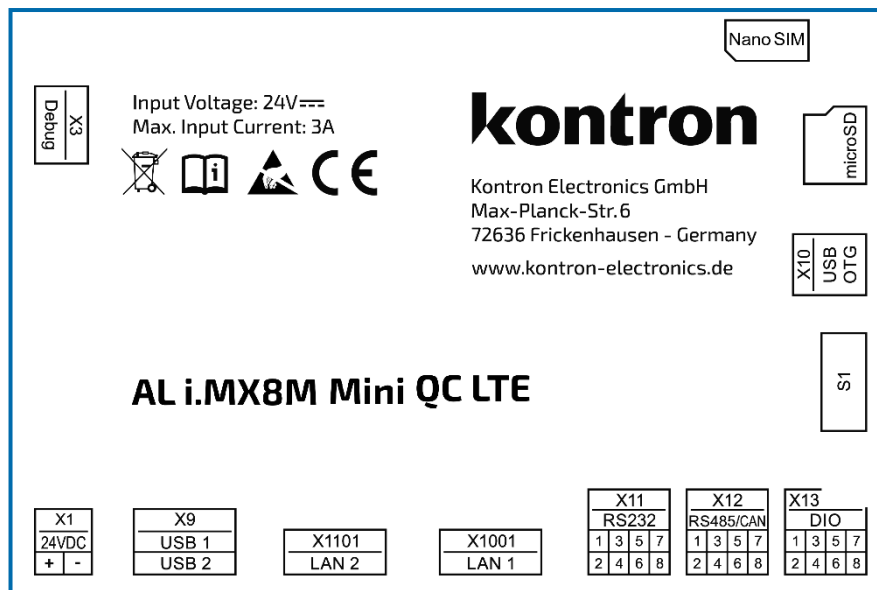 Nano SIM
X3
Debug
Input Voltage: 24V
Max. Input Current: 3A
CE
kontron
Kontron Electronics GmbH
Max-Planck-Str. 6
72636 Frickenhausen - Germany
www.kontron-electronics.de
microSD
X10
USB
OTG
S1
AL i.MX8M Mini QC LTE
X1
24VDC
+ -
X9
USB 1
USB 2
X1101
LAN 2
X1001
LAN 1
X11
RS232
1 3 5 7
2 4 6 8
X12
RS485/CAN
1 3 5 7
2 4 6 8
X13
DIO
1 3 5 7
2 4 6 8